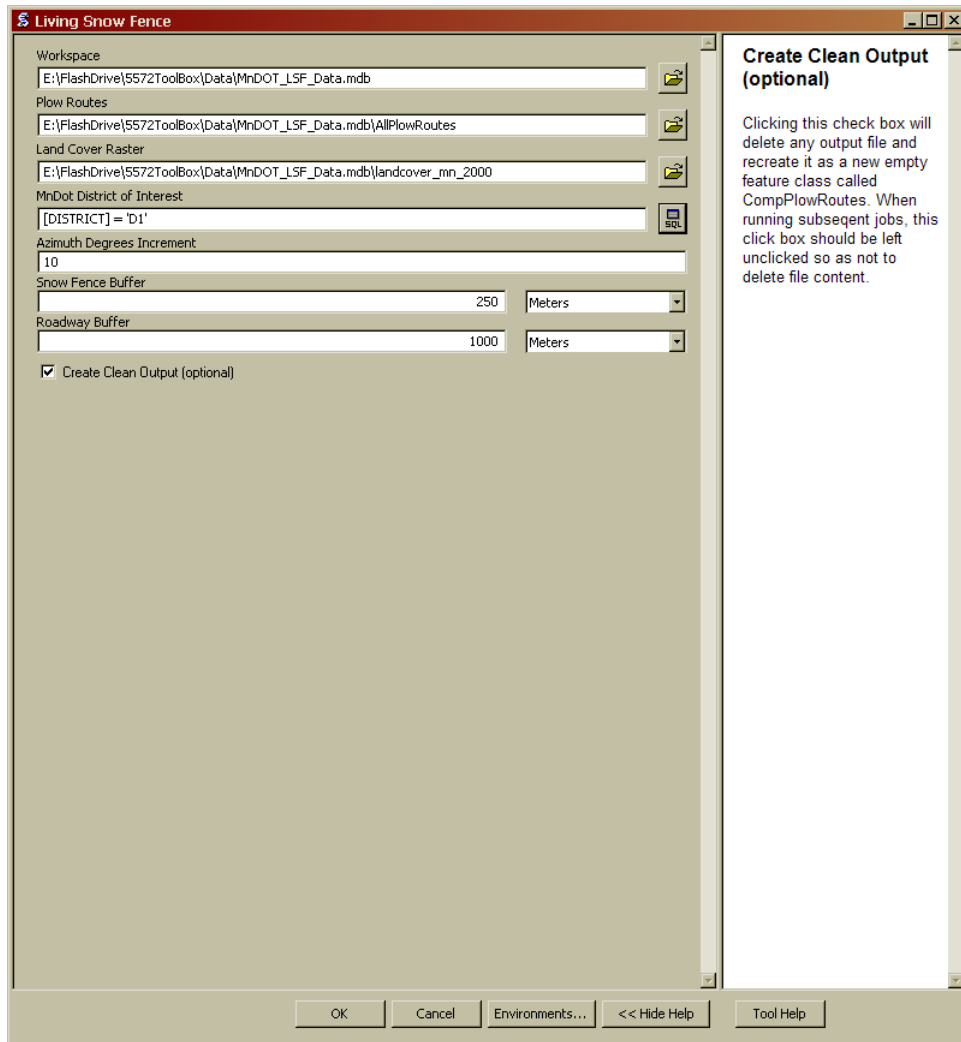 Living Snow Fence
Workspace
E:\FlashDrive\5572ToolBox\Data\MnDOT_LSF_Data.mdb
Plow Routes
E:\FlashDrive\5572ToolBox\Data\MnDOT_LSF_Data.mdb\AllPlowRoutes
Land Cover Raster
E:\FlashDrive\5572ToolBox\Data\MnDOT_LSF_Data.mdb\landcover_mn_2000
MnDot District of Interest
[DISTRICT] = 'D1'
SQL
Azimuth Degrees Increment
10
Snow Fence Buffer
250 Meters
Roadway Buffer
1000 Meters
Create Clean Output (optional)
Create Clean Output
(optional)
Clicking this check box will
delete any output file and
recreate it as a new empty
feature class called
CompPlowRoutes. When
running subseqent jobs, this
click box should be left
unclicked so as not to
delete file content.
OK Cancel Environments... << Hide Help Tool Help